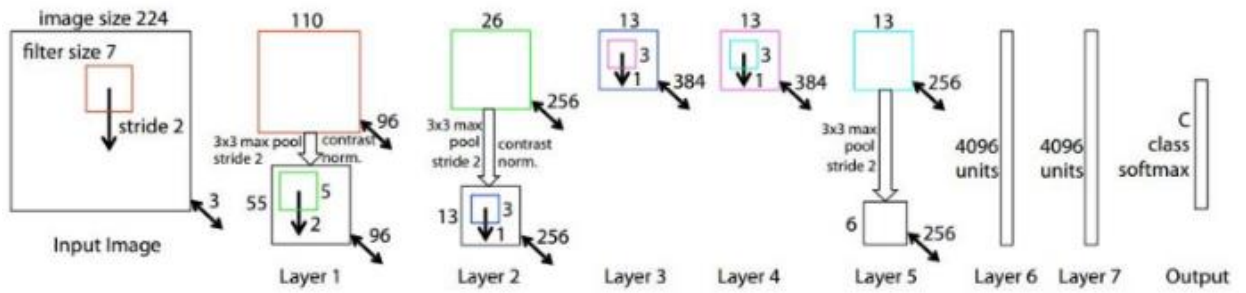 image size 224
filter size 7
stride 2
3
Input Image
110
96
3x3 max pool
stride 2
contrast
norm.
55
5
2
96
Layer 1
26
256
3x3 max
pool
stride 2
contrast
norm.
13
3
1
256
Layer 2
13
3
1
384
Layer 3
13
3
1
384
Layer 4
13
256
3x3 max
pool
stride 2
6
256
Layer 5
4096
units
Layer 6
4096
units
Layer 7
C
class
softmax
Output